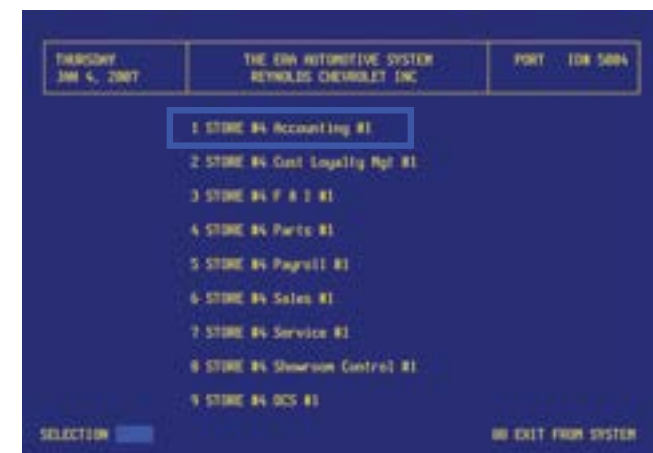 THURSDAY THE ERA AUTOMOTIVE SYSTEM PORT ION 5004
JAN 4, 2007 REYNOLDS CHEVROLET INC
1 STORE #4 Accounting #1
2 STORE #4 Cust Loyalty Mgt #1
3 STORE #4 F & I #1
4 STORE #4 Parts #1
5 STORE #4 Payroll #1
6 STORE #4 Sales #1
7 STORE #4 Service #1
8 STORE #4 Showroom Control #1
9 STORE #4 DCS #1
SELECTION 00 EXIT FROM SYSTEM